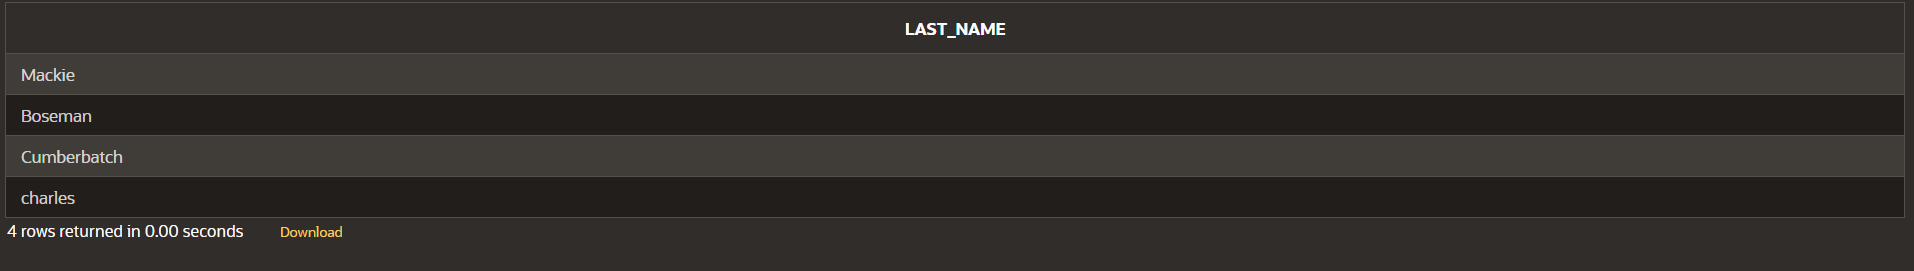 LAST_NAME
Mackie
Boseman
Cumberbatch
charles
4 rows returned in 0.00 seconds Download